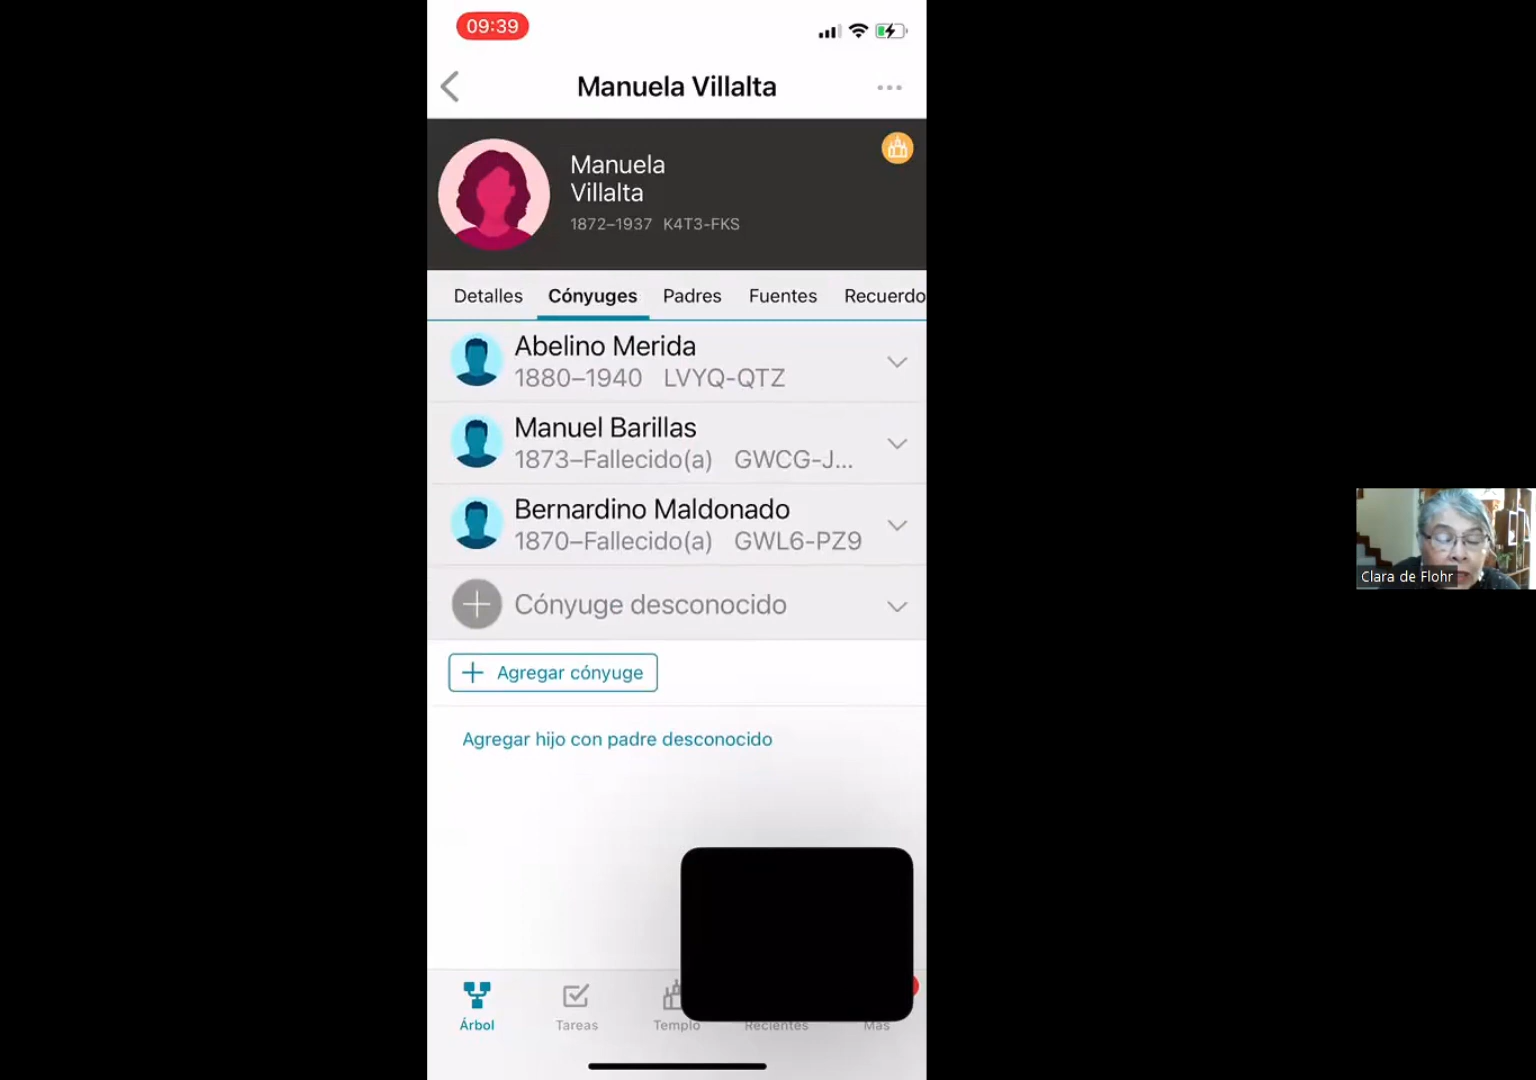 09:39
Manuela Villalta
Manuela
Villalta
1872–1937 K4T3-FKS
Detalles Cónyuges Padres Fuentes Recuerdo
Abelino Merida
1880–1940 LVYQ-QTZ
Manuel Barillas
1873–Fallecido(a) GWCG-J...
Bernardino Maldonado
1870–Fallecido(a) GWL6-PZ9
Cónyuge desconocido
Agregar cónyuge
Agregar hijo con padre desconocido
Árbol Tareas Templo Recientes Más
Clara de Flohr